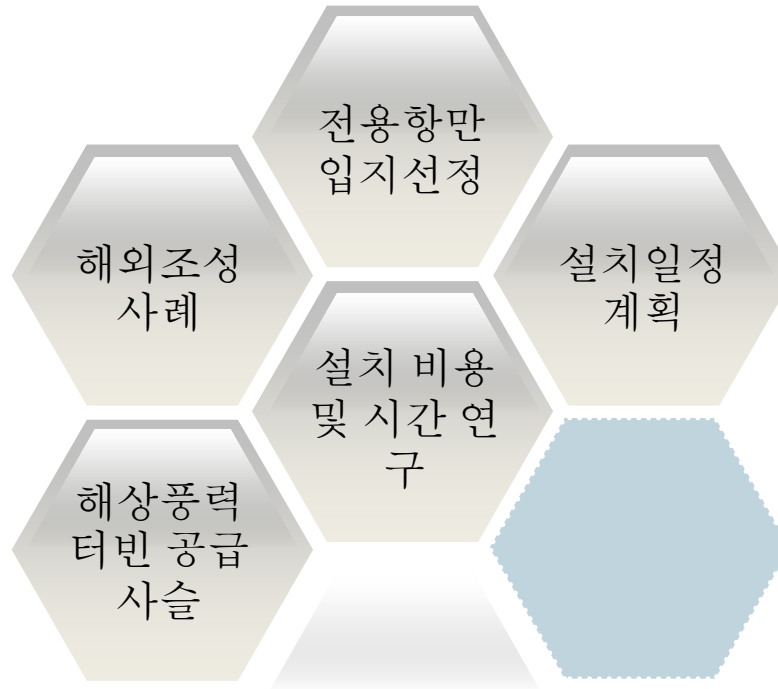 전용항만
입지선정
해외조성
사례
설치일정
계획
설치 비용
및 시간 연
구
해상풍력
터빈 공급
사슬